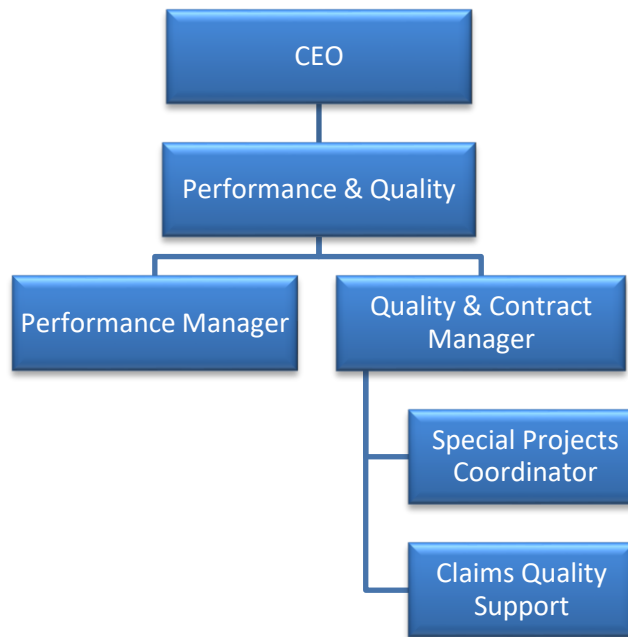 CEO
Performance & Quality
Performance Manager
Quality & Contract
Manager
Special Projects
Coordinator
Claims Quality
Support